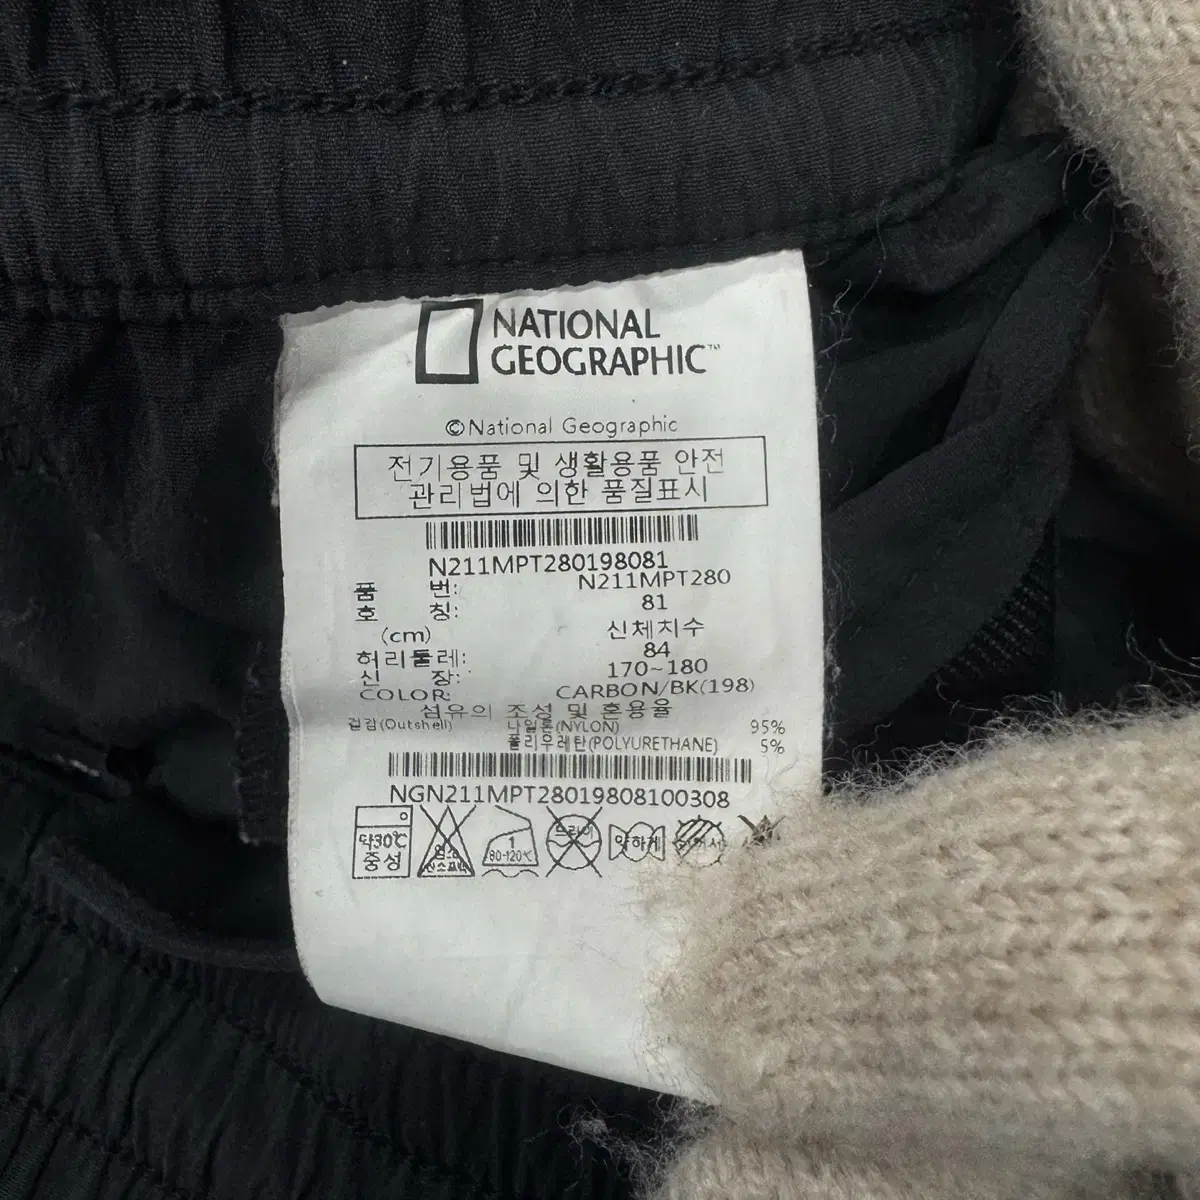 NATIONAL
GEOGRAPHIC™
©National Geographic
전기용품 및 생활용품 안전
관리법에 의한 품질표시
N211MPT280198081
품 번: N211MPT280
호 칭: 81
(cm) 신체치수
허리둘레: 84
신 장: 170~180
COLOR: CARBON/BK(198)
섬유의 조성 및 혼용율
겉감(Outshell) 나일론(NYLON) 95%
폴리우레탄(POLYURETHANE) 5%
NGN211MPT28019808100308
약30℃ 1 드라이 약하게
중성 80-120℃